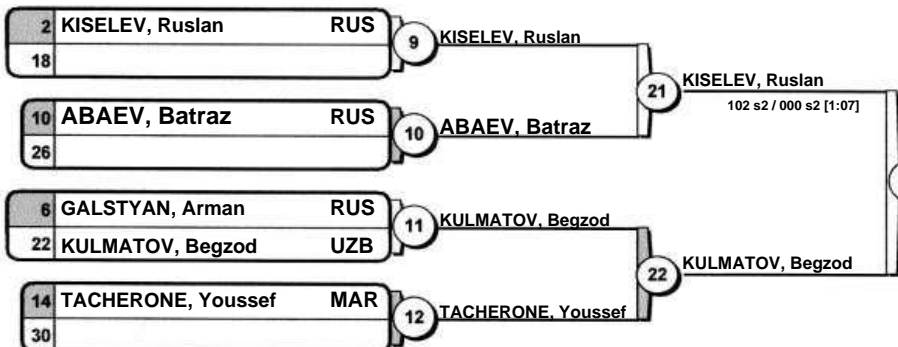 2 KISELEV, Ruslan RUS
18
9
KISELEV, Ruslan
10 ABAEV, Batraz RUS
26
10
ABAEV, Batraz
21
KISELEV, Ruslan
102 s2 / 000 s2 [1:07]
6 GALSTYAN, Arman RUS
22 KULMATOV, Begzod UZB
11
KULMATOV, Begzod
14 TACHERONE, Youssef MAR
30
12
TACHERONE, Youssef
22
KULMATOV, Begzod